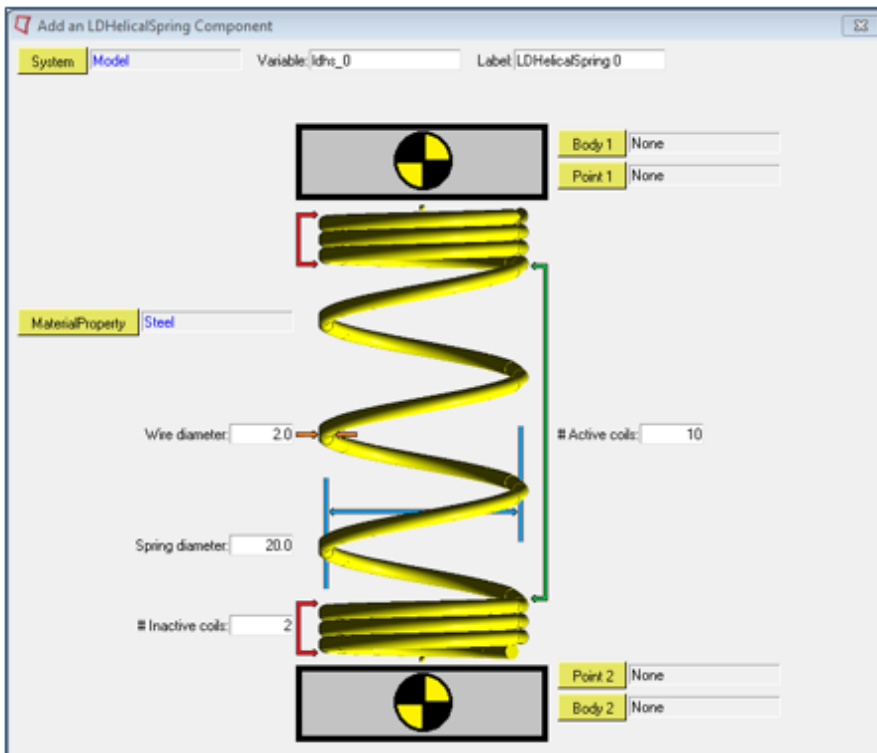 Add an LDHelicalSpring Component
System Model Variable: ldhs_0 Label: LDHelicalSpring 0
Body 1 None
Point 1 None
MaterialProperty Steel
Wire diameter: 2.0 # Active coils: 10
Spring diameter: 20.0
# Inactive coils: 2
Point 2 None
Body 2 None